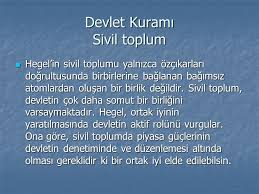 Devlet Kuramı
Sivil toplum
Hegel'in sivil toplumu yalnızca özçıkarları
doğrultusunda birbirlerine bağlanan bağımsız
atomlardan oluşan bir birlik değildir. Sivil toplum,
devletin çok daha somut bir birliğini
varsaymaktadır. Hegel, ortak iyinin
yaratılmasında devletin aktif rolünü vurgular.
Ona göre, sivil toplumda piyasa güçlerinin
devletin denetiminde ve düzenlemesi altında
olması gereklidir ki bir ortak iyi elde edilebilsin.